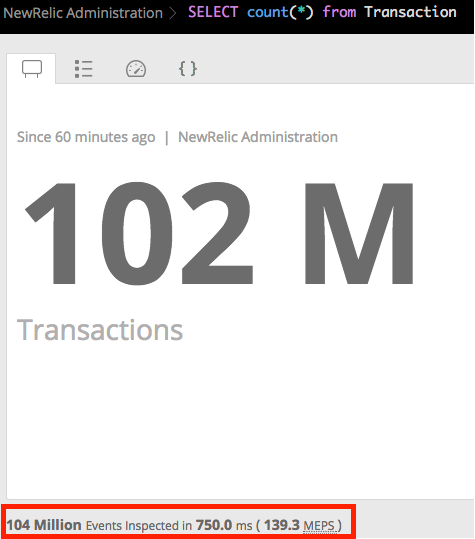 NewRelic Administration > SELECT count(*) from Transaction
{ }
Since 60 minutes ago | NewRelic Administration
102 M
Transactions
104 Million Events Inspected in 750.0 ms ( 139.3 MEPS )